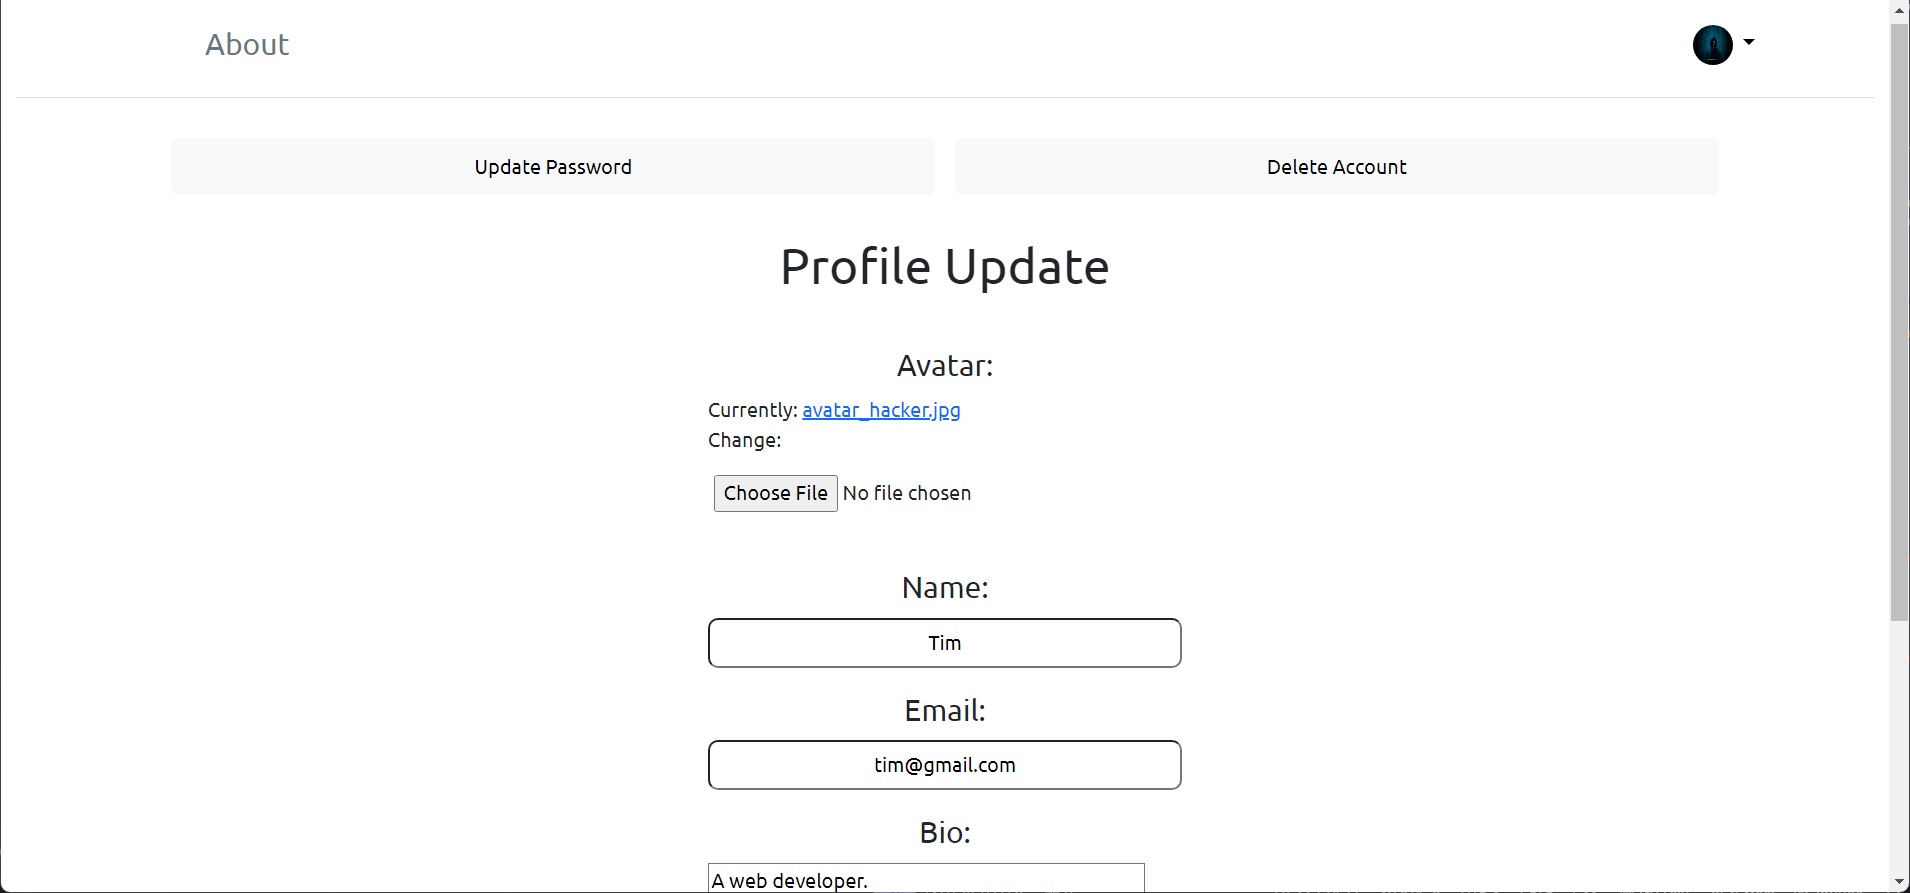 About
Update Password
Delete Account
Profile Update
Avatar:
Currently: avatar_hacker.jpg
Change:
Choose File No file chosen
Name:
Tim
Email:
tim@gmail.com
Bio:
A web developer.